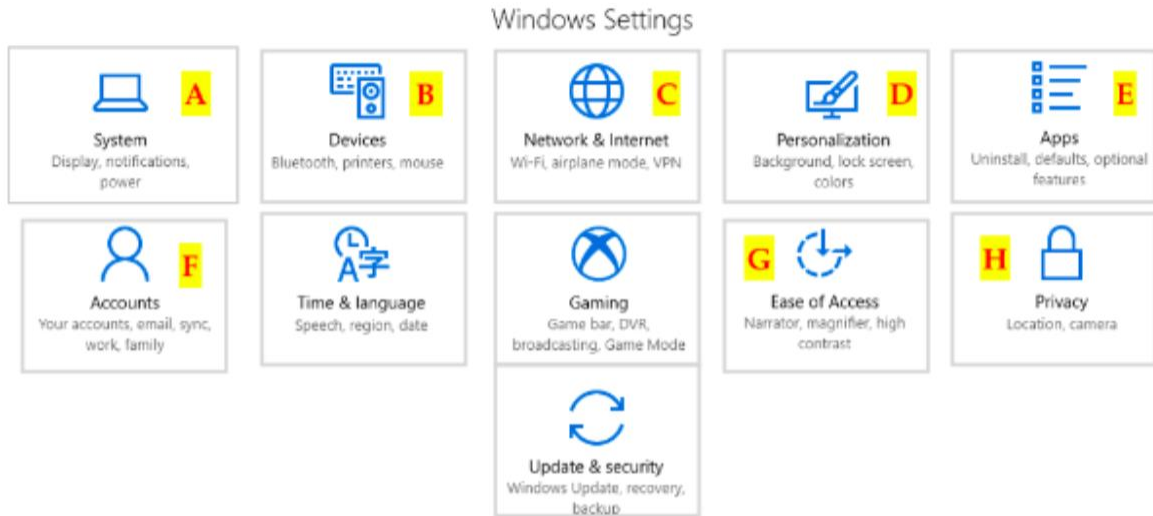 Windows Settings
A
System
Display, notifications,
power
B
Devices
Bluetooth, printers, mouse
C
Network & Internet
Wi-Fi, airplane mode, VPN
D
Personalization
Background, lock screen,
colors
E
Apps
Uninstall, defaults, optional
features
F
Accounts
Your accounts, email, sync,
work, family
A字
Time & language
Speech, region, date
Gaming
Game bar, DVR,
broadcasting, Game Mode
G
Ease of Access
Narrator, magnifier, high
contrast
H
Privacy
Location, camera
Update & security
Windows Update, recovery,
backup